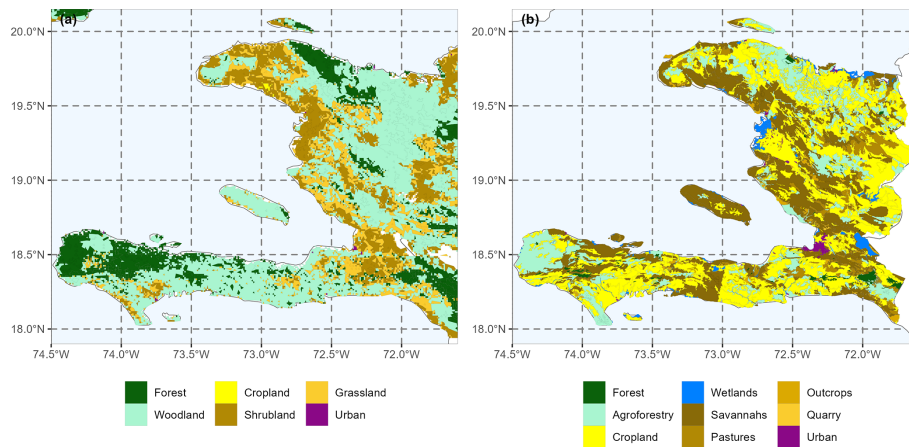 (a)
20.0°N
19.5°N
19.0°N
18.5°N
18.0°N
74.5°W 74.0°W 73.5°W 73.0°W 72.5°W 72.0°W
Forest Cropland Grassland
Woodland Shrubland Urban
(b)
20.0°N
19.5°N
19.0°N
18.5°N
18.0°N
74.5°W 74.0°W 73.5°W 73.0°W 72.5°W 72.0°W
Forest Wetlands Outcrops
Agroforestry Savannahs Quarry
Cropland Pastures Urban